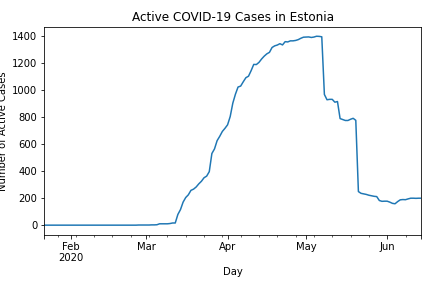 Active COVID-19 Cases in Estonia
Number of Active Cases
1400
1200
1000
800
600
400
200
0
Feb
2020
Mar
Apr
May
Jun
Day